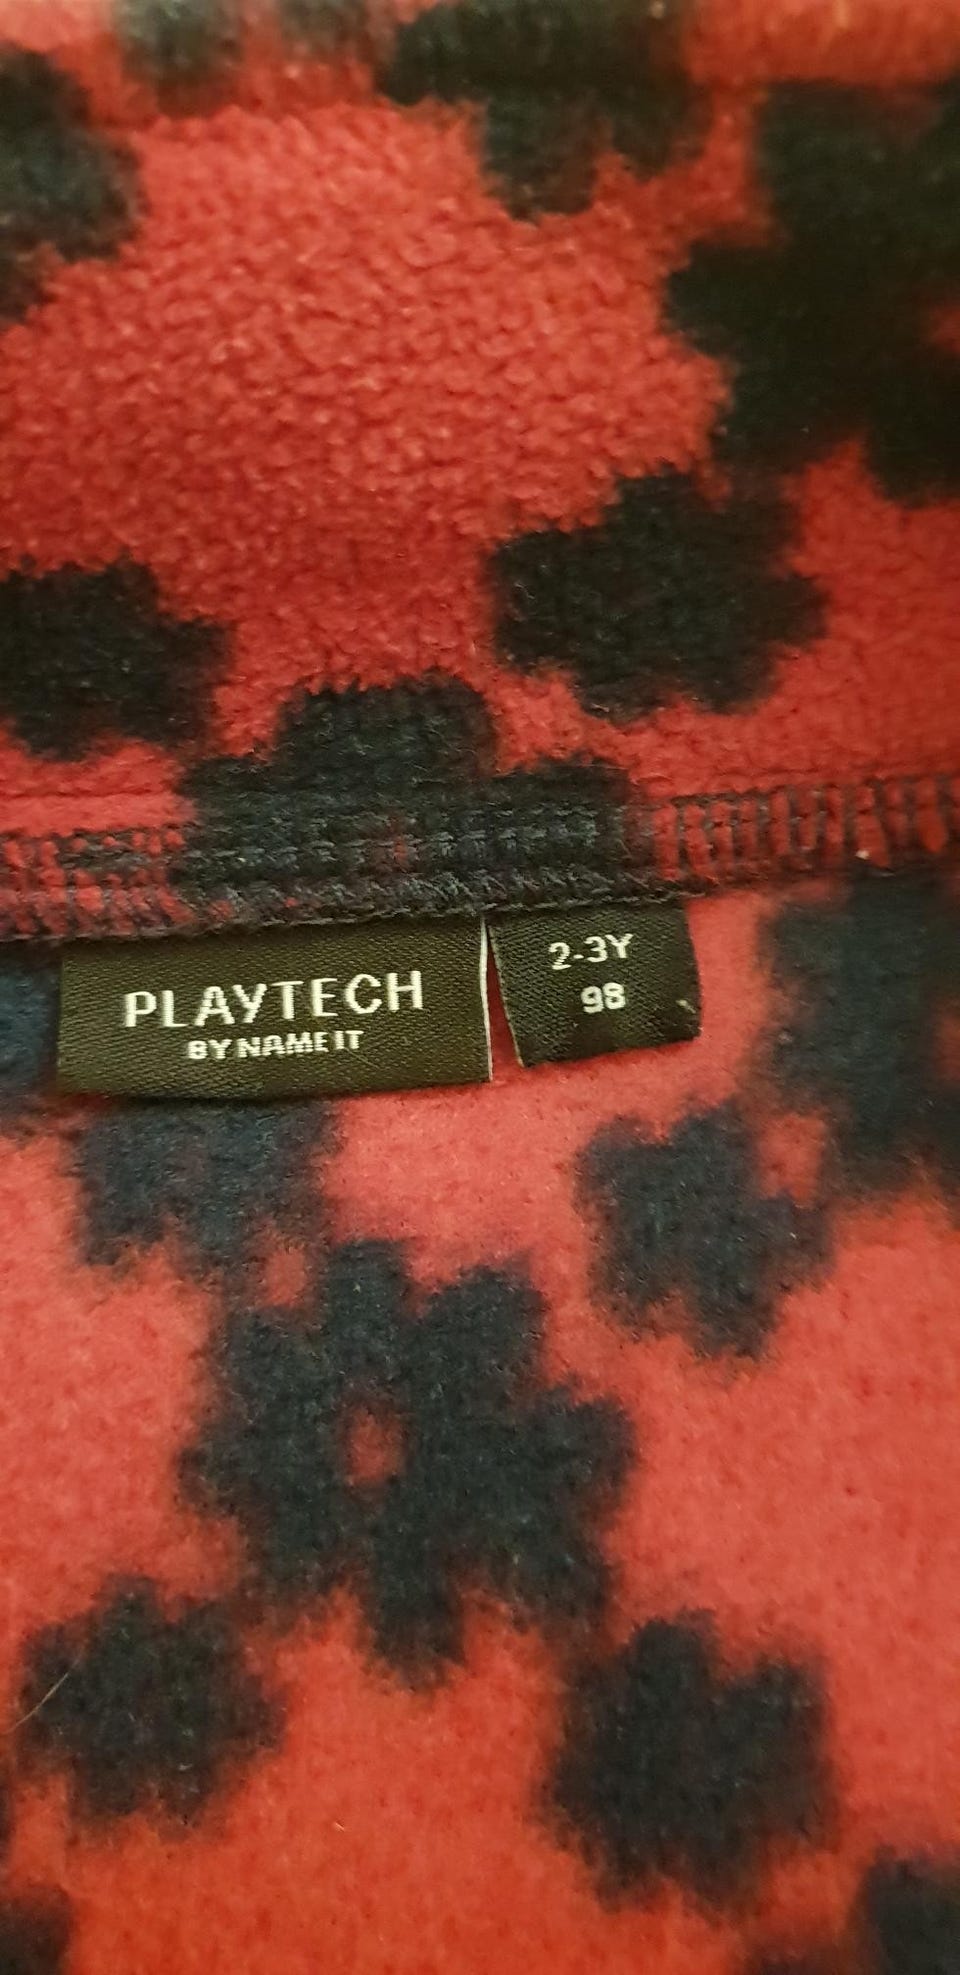 PLAYTECH
BY NAME IT
2-3Y
98